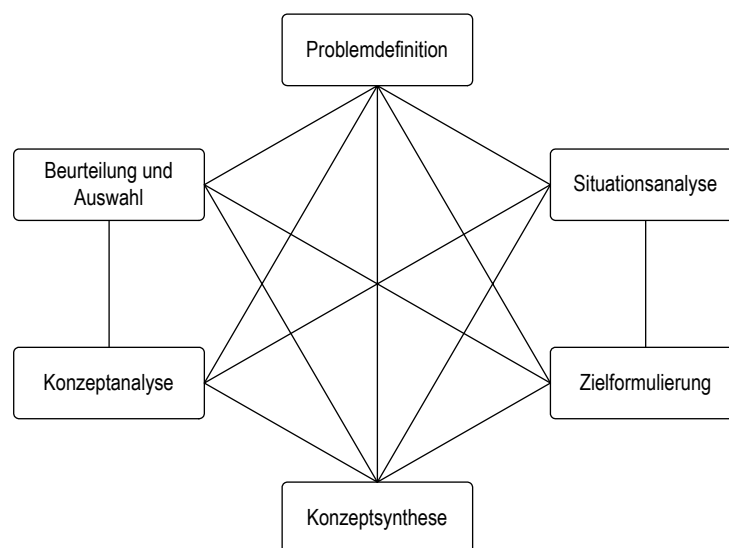 Problemdefinition
Beurteilung und
Auswahl
Situationsanalyse
Konzeptanalyse
Zielformulierung
Konzeptsynthese